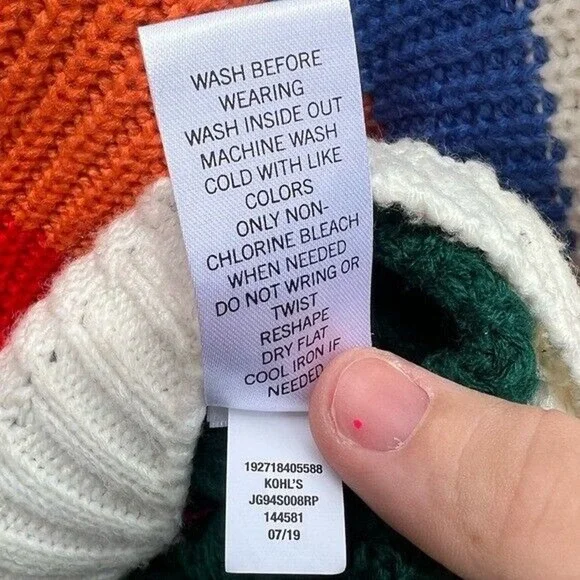 WASH BEFORE
WEARING
WASH INSIDE OUT
MACHINE WASH
COLD WITH LIKE
COLORS
ONLY NON-
CHLORINE BLEACH
WHEN NEEDED
DO NOT WRING OR
TWIST
RESHAPE
DRY FLAT
COOL IRON IF
NEEDED
192718405588
KOHL'S
JG94S008RP
144581
07/19